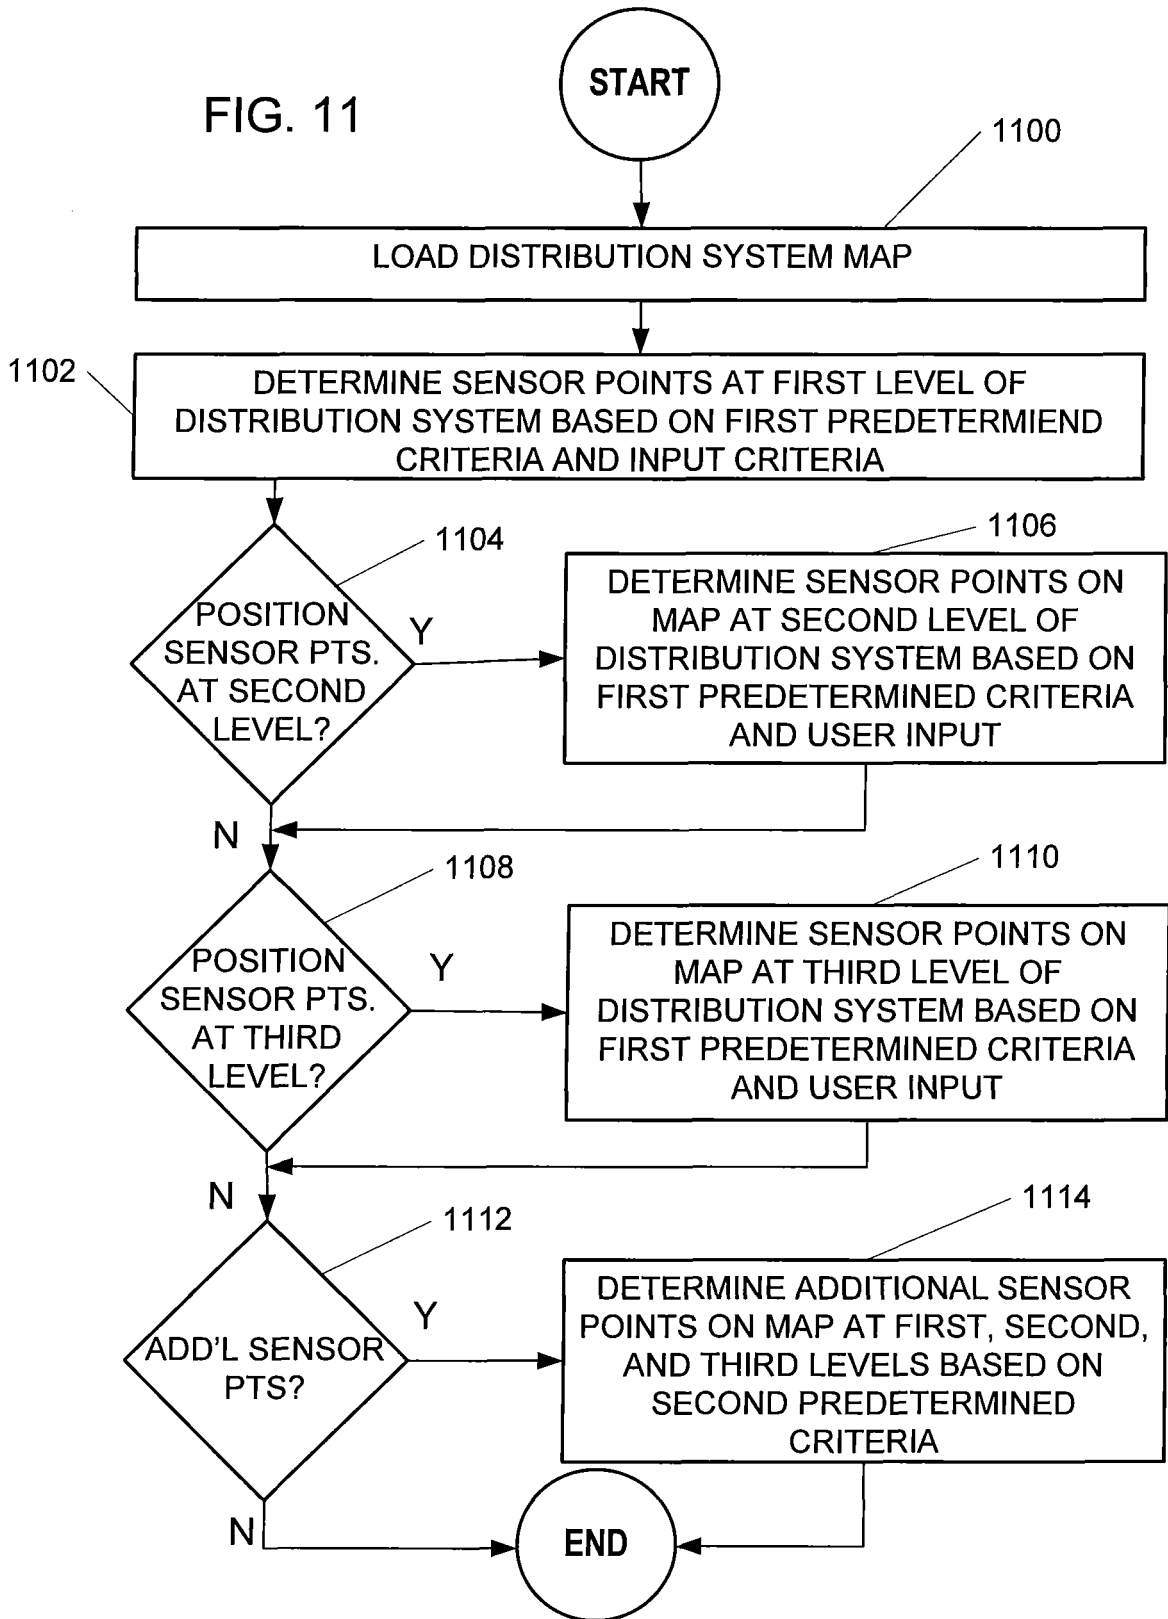 START
FIG. 11
1100
LOAD DISTRIBUTION SYSTEM MAP
1102
DETERMINE SENSOR POINTS AT FIRST LEVEL OF
DISTRIBUTION SYSTEM BASED ON FIRST PREDETERMIEND
CRITERIA AND INPUT CRITERIA
1104
POSITION
SENSOR PTS.
AT SECOND
LEVEL?
Y
N
1106
DETERMINE SENSOR POINTS ON
MAP AT SECOND LEVEL OF
DISTRIBUTION SYSTEM BASED ON
FIRST PREDETERMINED CRITERIA
AND USER INPUT
1108
POSITION
SENSOR PTS.
AT THIRD
LEVEL?
Y
N
1110
DETERMINE SENSOR POINTS ON
MAP AT THIRD LEVEL OF
DISTRIBUTION SYSTEM BASED ON
FIRST PREDETERMINED CRITERIA
AND USER INPUT
1112
ADD'L SENSOR
PTS?
Y
N
1114
DETERMINE ADDITIONAL SENSOR
POINTS ON MAP AT FIRST, SECOND,
AND THIRD LEVELS BASED ON
SECOND PREDETERMINED
CRITERIA
END